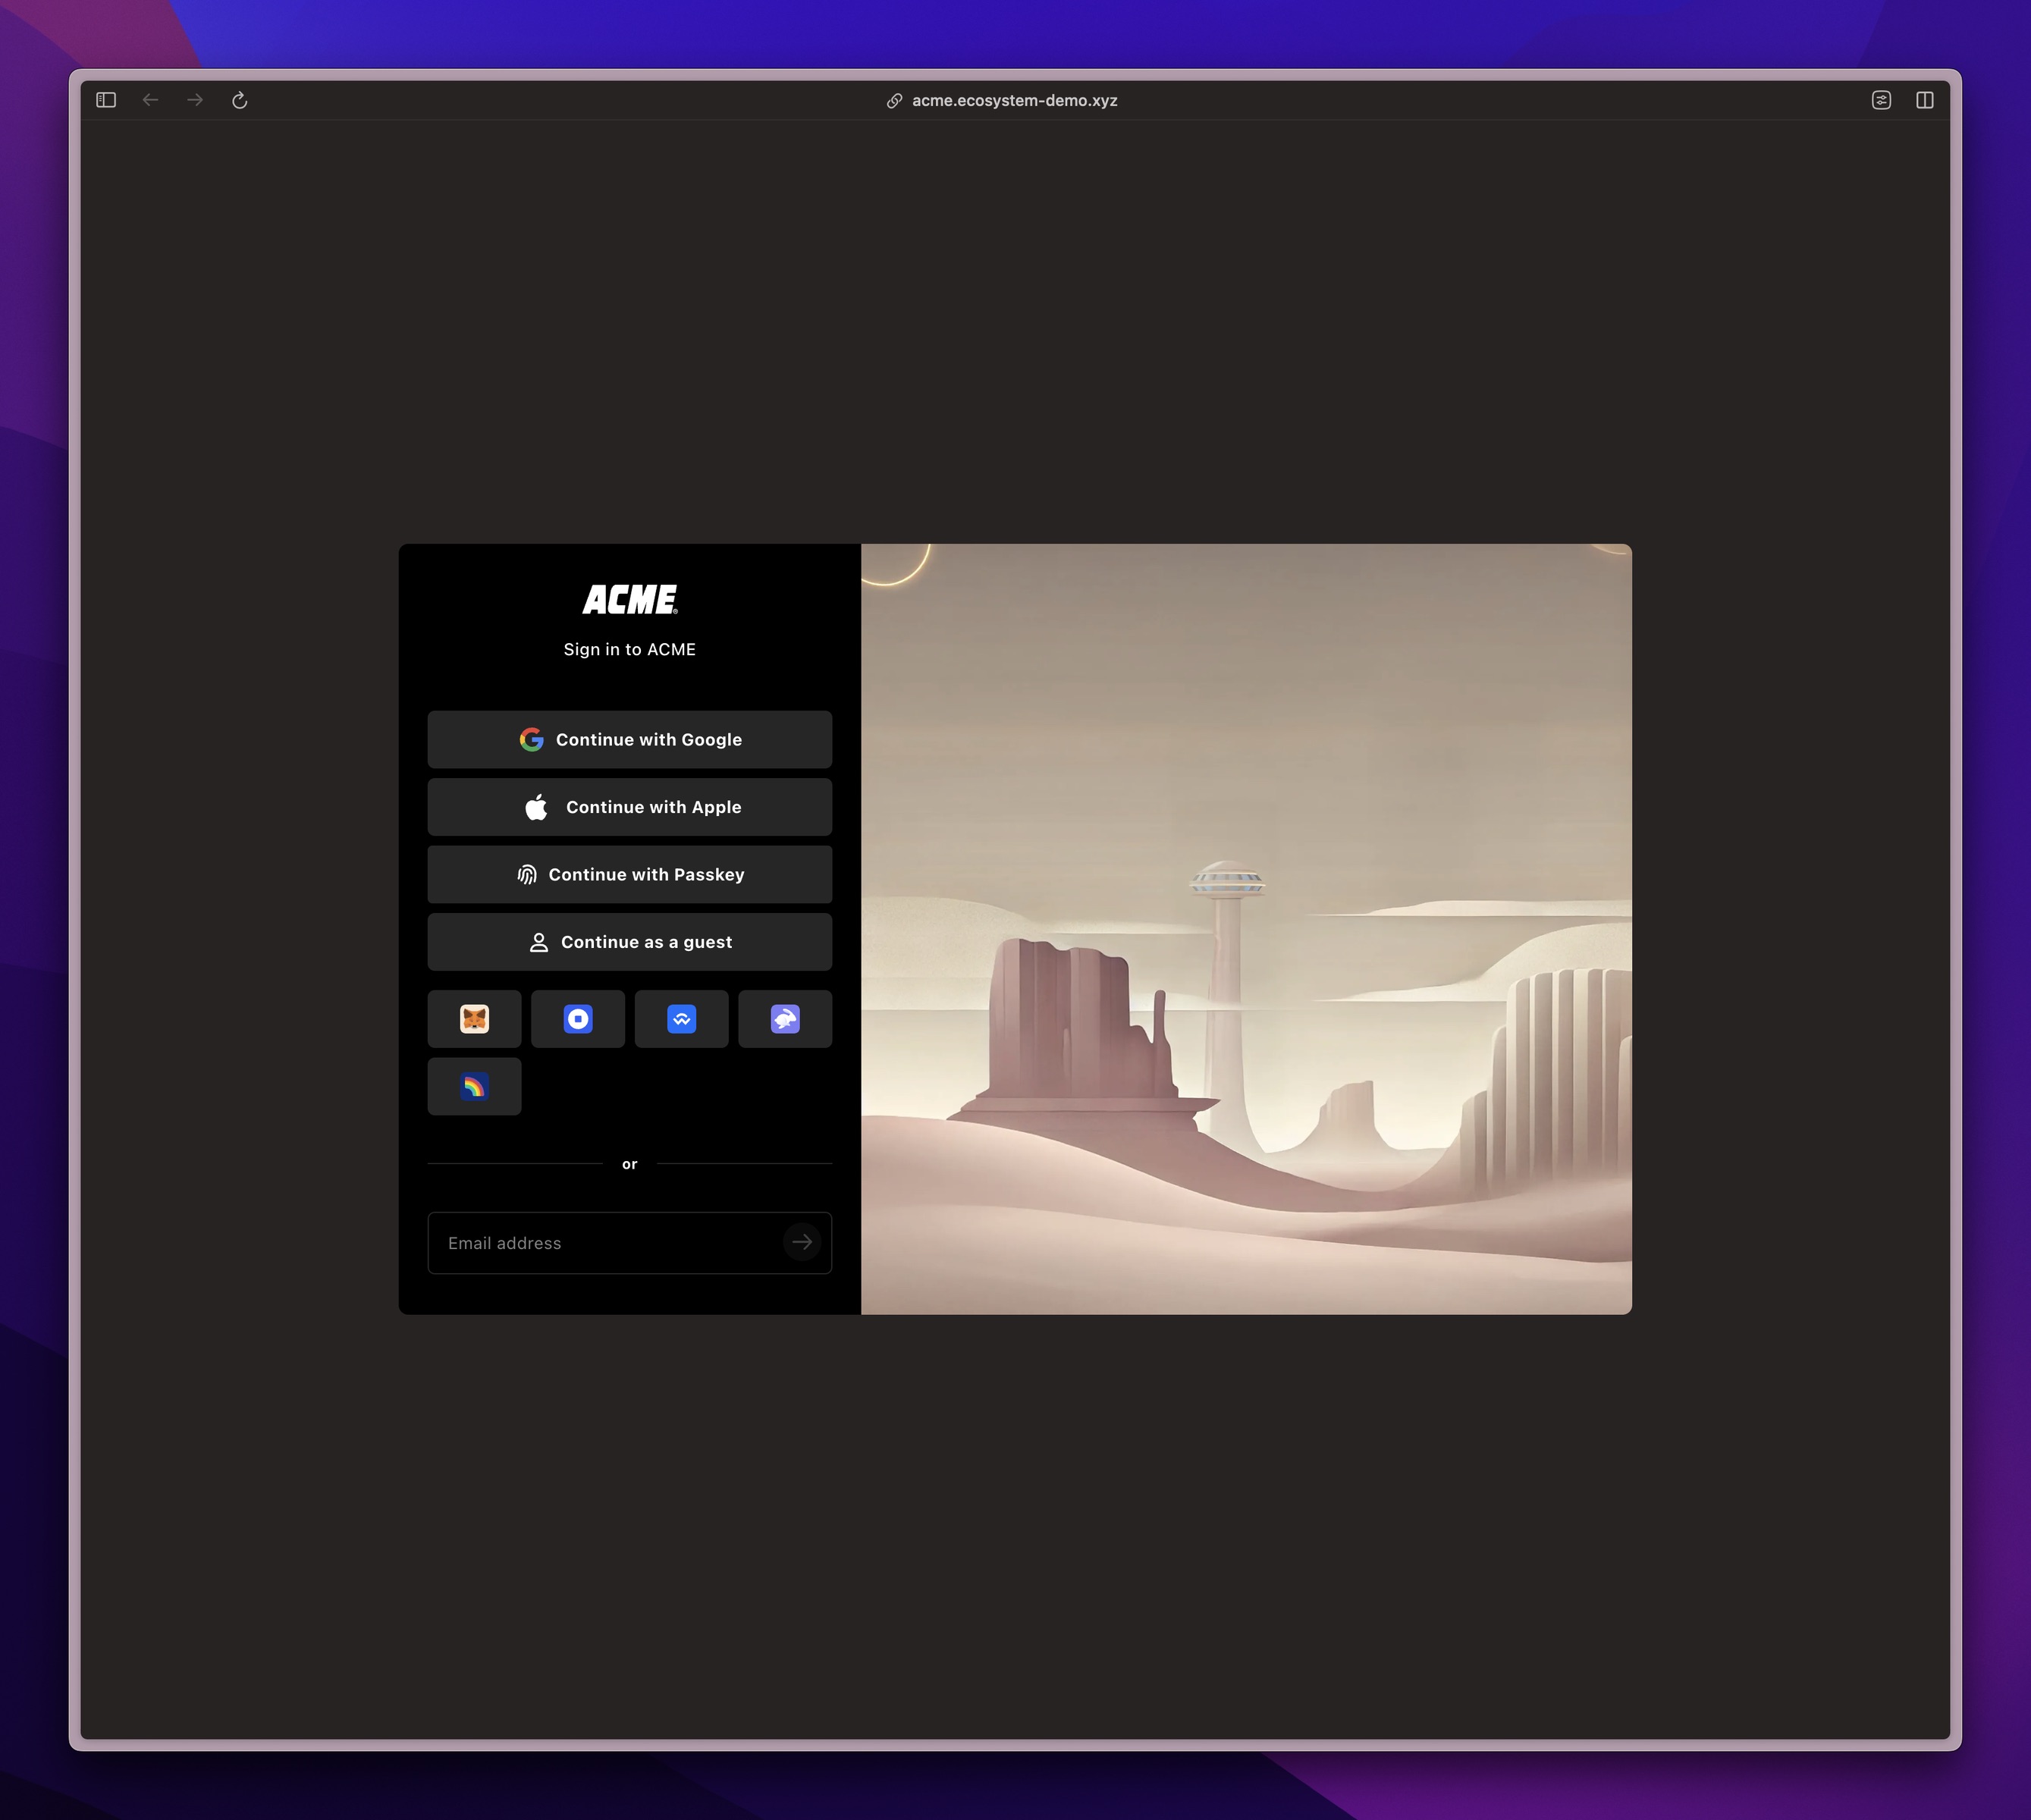 acme.ecosystem-demo.xyz
ACME®
Sign in to ACME
Continue with Google
Continue with Apple
Continue with Passkey
Continue as a guest
or
Email address